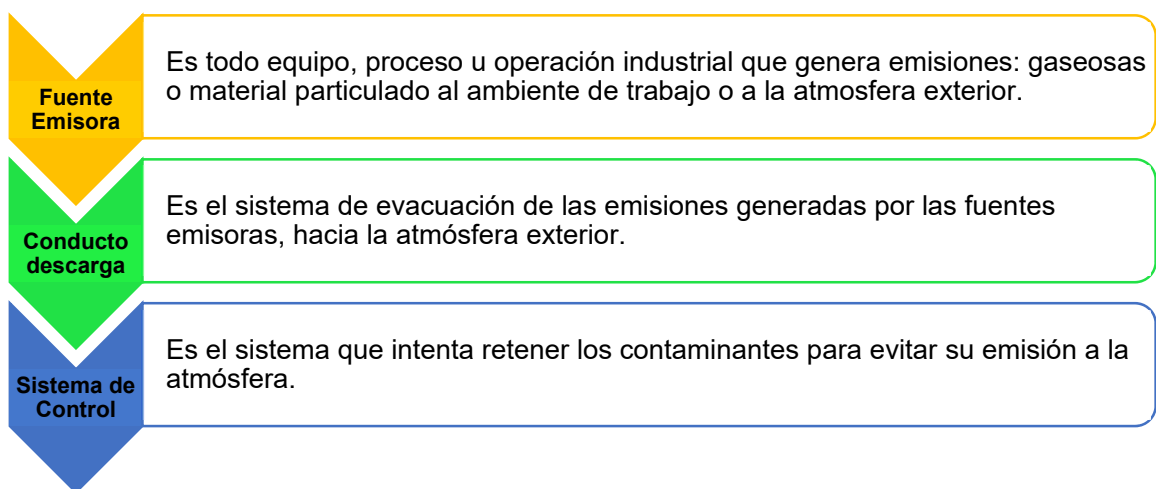 Fuente
Emisora
Es todo equipo, proceso u operación industrial que genera emisiones: gaseosas
o material particulado al ambiente de trabajo o a la atmosfera exterior.
Conducto
descarga
Es el sistema de evacuación de las emisiones generadas por las fuentes
emisoras, hacia la atmósfera exterior.
Sistema de
Control
Es el sistema que intenta retener los contaminantes para evitar su emisión a la
atmósfera.